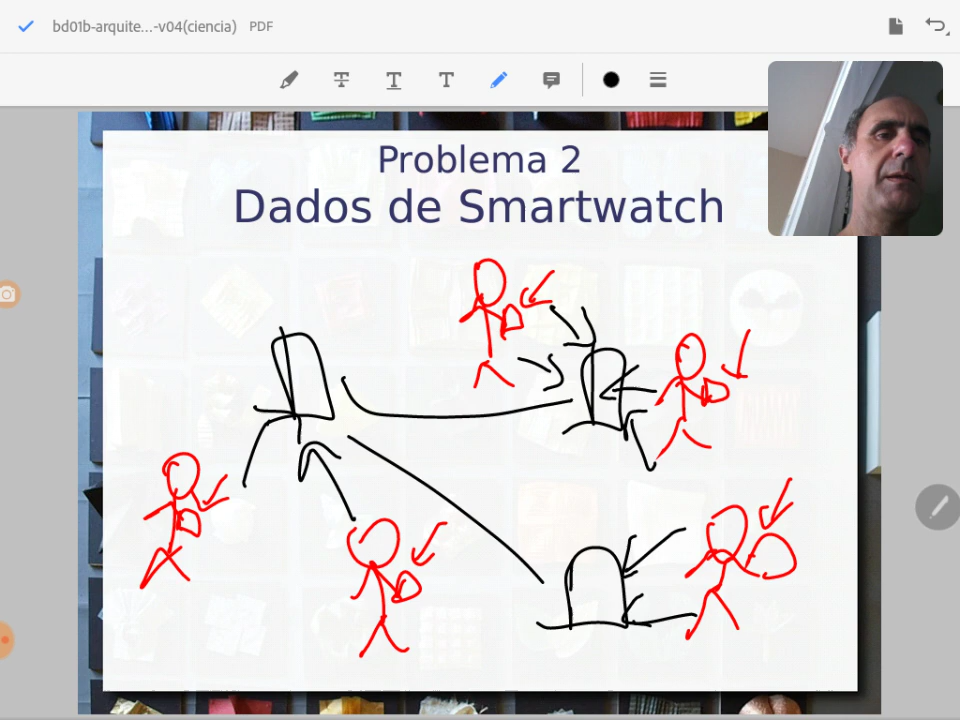 bd01b-arquite...-v04(ciencia) PDF
T T T
Problema 2
Dados de Smartwatch